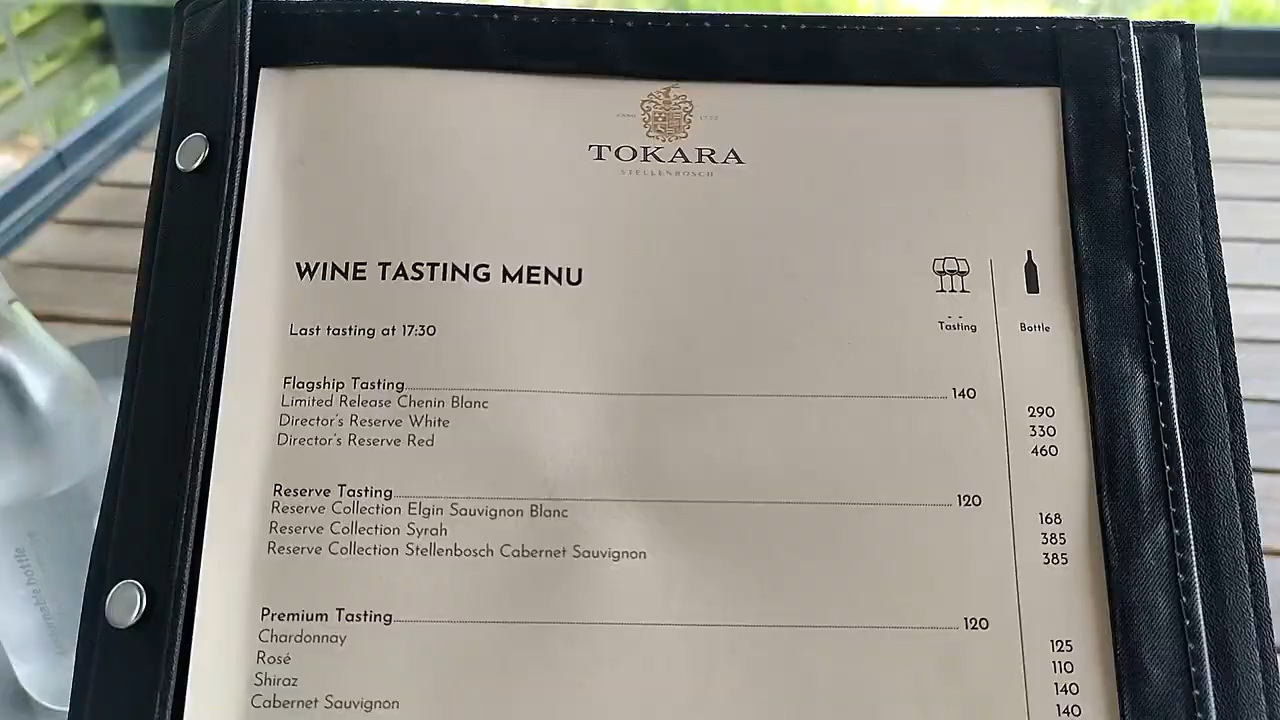 ANNO 1722
TOKARA
STELLENBOSCH
WINE TASTING MENU
Last tasting at 17:30
Tasting Bottle
Flagship Tasting 140
Limited Release Chenin Blanc 290
Director's Reserve White 330
Director's Reserve Red 460
Reserve Tasting 120
Reserve Collection Elgin Sauvignon Blanc 168
Reserve Collection Syrah 385
Reserve Collection Stellenbosch Cabernet Sauvignon 385
Premium Tasting 120
Chardonnay 125
Rosé 110
Shiraz 140
Cabernet Sauvignon 140
bottle